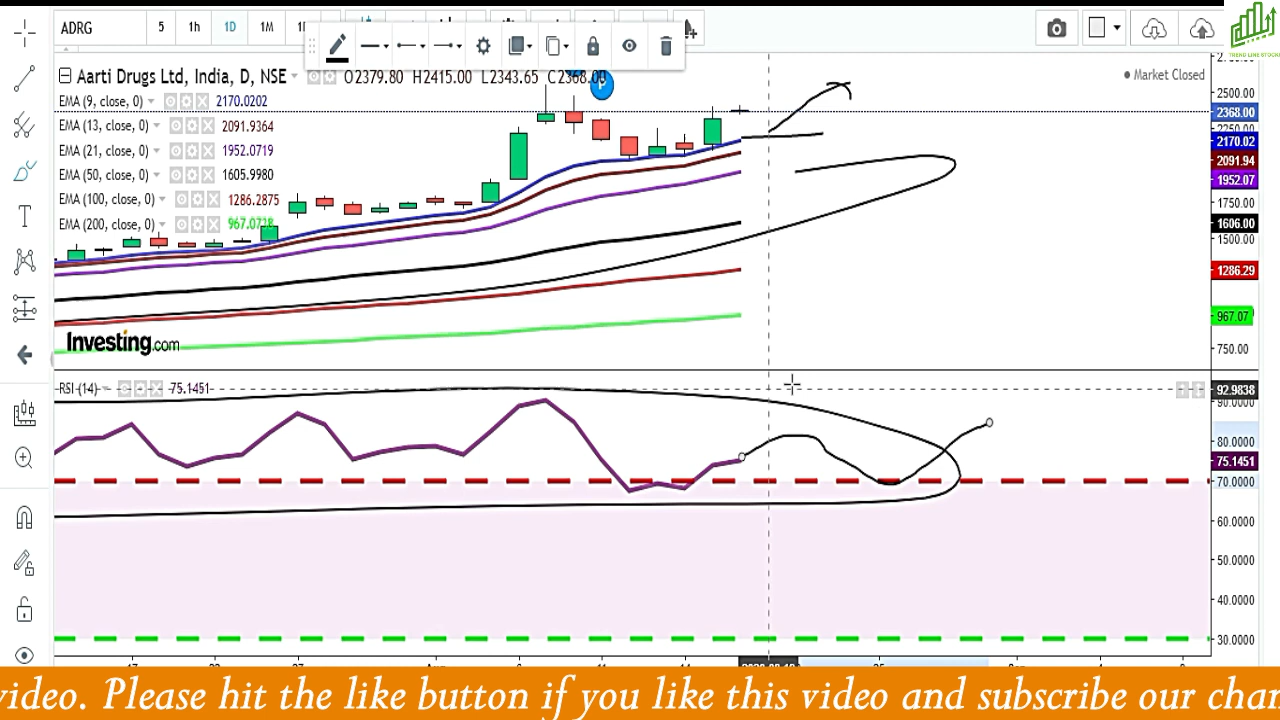 ADRG 5 1h 1D 1M
TREND LINE STOCKS
Aarti Drugs Ltd, India, D, NSE O2379.80 H2415.00 L2343.65 C2368.00
P
Market Closed
EMA (9, close, 0) 2170.0202
EMA (13, close, 0) 2091.9364
EMA (21, close, 0) 1952.0719
EMA (50, close, 0) 1605.9980
EMA (100, close, 0) 1286.2875
EMA (200, close, 0)
2500.00
2368.00
2250.00
2170.02
2091.94
1952.07
1750.00
1606.00
1500.00
1286.29
967.07
750.00
Investing.com
RSI (14) 75.1451
92.9838
90.0000
80.0000
75.1451
70.0000
60.0000
50.0000
40.0000
30.0000
video. Please hit the like button if you like this video and subscribe our chan